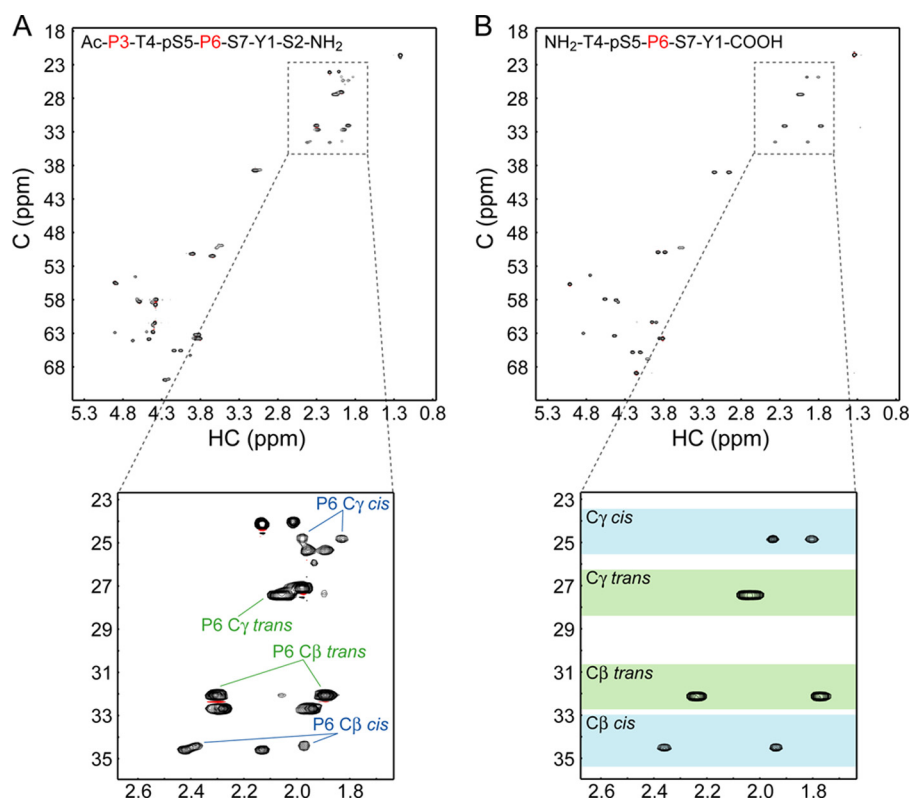 A
Ac-P3-T4-pS5-P6-S7-Y1-S2-NH2
18
23
28
33
38
43
48
53
58
63
68
C (ppm)
5.3 4.8 4.3 3.8 3.3 2.8 2.3 1.8 1.3 0.8
HC (ppm)
23
25
27
29
31
33
35
P6 Cγ cis
P6 Cγ trans
P6 Cβ trans
P6 Cβ cis
2.6 2.4 2.2 2.0 1.8
B
NH2-T4-pS5-P6-S7-Y1-COOH
18
23
28
33
38
43
48
53
58
63
68
C (ppm)
5.3 4.8 4.3 3.8 3.3 2.8 2.3 1.8 1.3 0.8
HC (ppm)
23
25
27
29
31
33
35
Cγ cis
Cγ trans
Cβ trans
Cβ cis
2.6 2.4 2.2 2.0 1.8